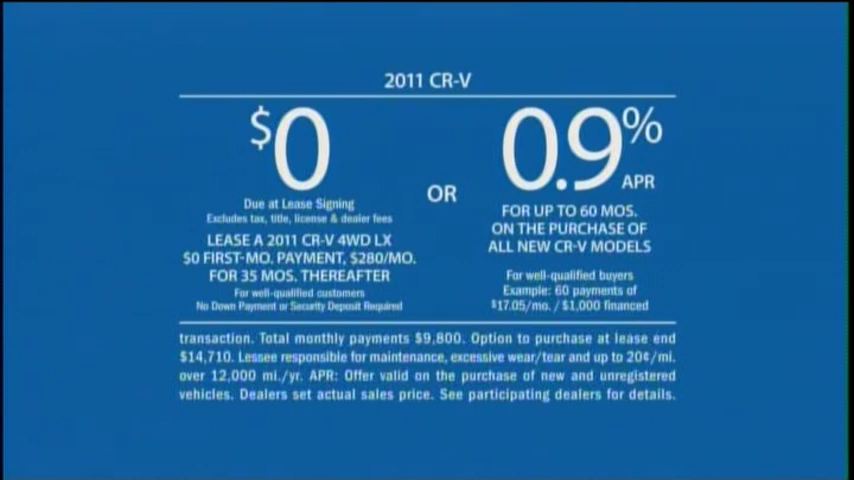 2011 CR-V
$0
Due at Lease Signing
Excludes tax, title, license & dealer fees
LEASE A 2011 CR-V 4WD LX
$0 FIRST-MO. PAYMENT, $280/MO.
FOR 35 MOS. THEREAFTER
For well-qualified customers
No Down Payment or Security Deposit Required
OR
0.9%
APR
FOR UP TO 60 MOS.
ON THE PURCHASE OF
ALL NEW CR-V MODELS
For well-qualified buyers
Example: 60 payments of
$17.05/mo. / $1,000 financed
transaction. Total monthly payments $9,800. Option to purchase at lease end
$14,710. Lessee responsible for maintenance, excessive wear/tear and up to 20¢/mi.
over 12,000 mi./yr. APR: Offer valid on the purchase of new and unregistered
vehicles. Dealers set actual sales price. See participating dealers for details.